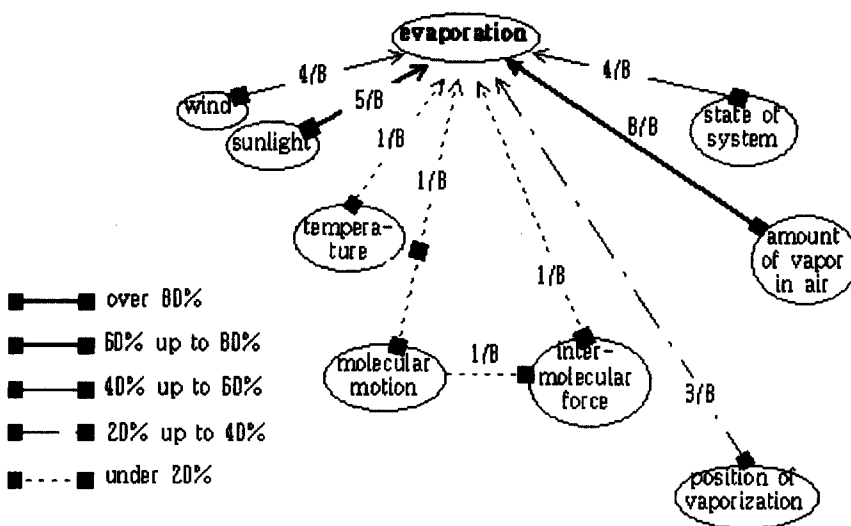 evaporation
4/8
4/8
wind
5/8
state of
system
sunlight
8/8
1/8
1/8
tempera-
ture
amount
of vapor
in air
1/8
over 80%
60% up to 80%
40% up to 60%
20% up to 40%
under 20%
molecular
motion
1/8
inter-
molecular
force
3/8
position of
vaporization